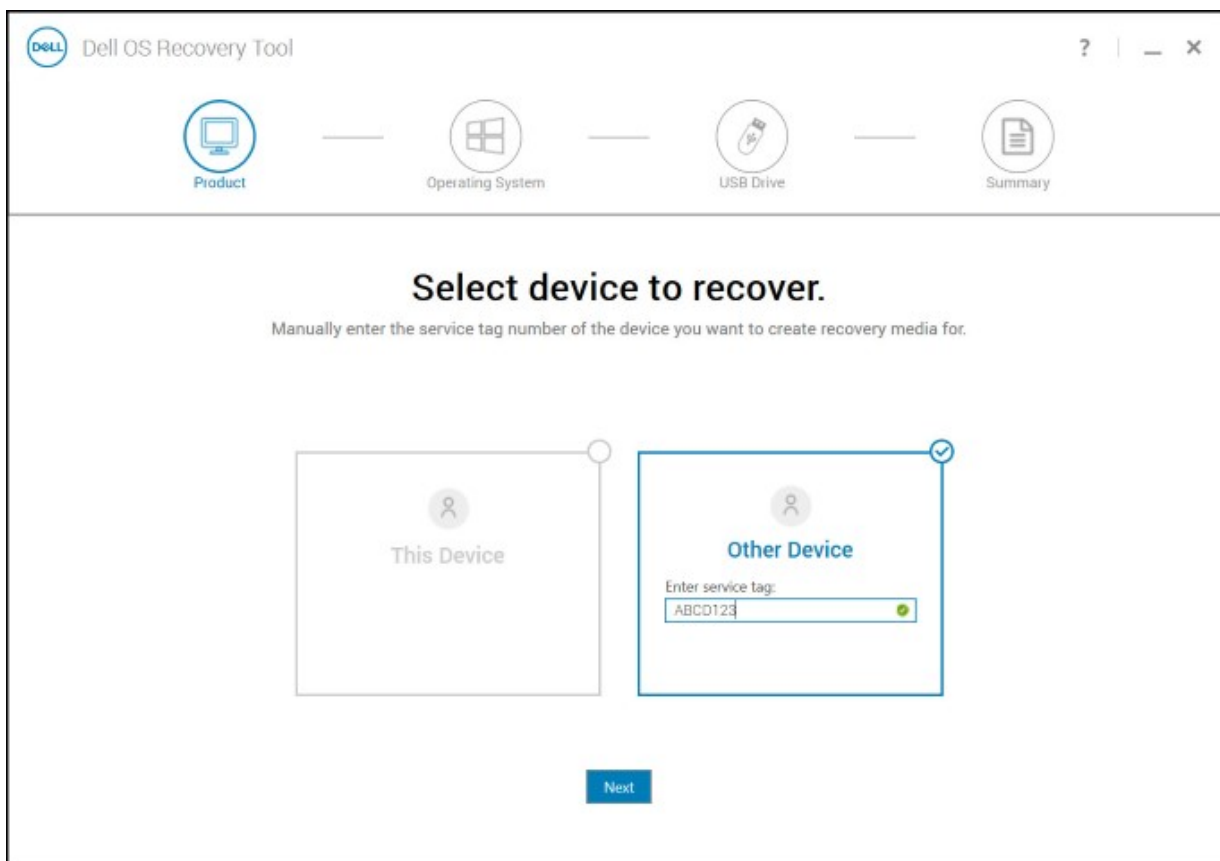 DELL
Dell OS Recovery Tool
?
Product
Operating System
USB Drive
Summary
Select device to recover.
Manually enter the service tag number of the device you want to create recovery media for.
This Device
Other Device
Enter service tag:
ABCD123
Next